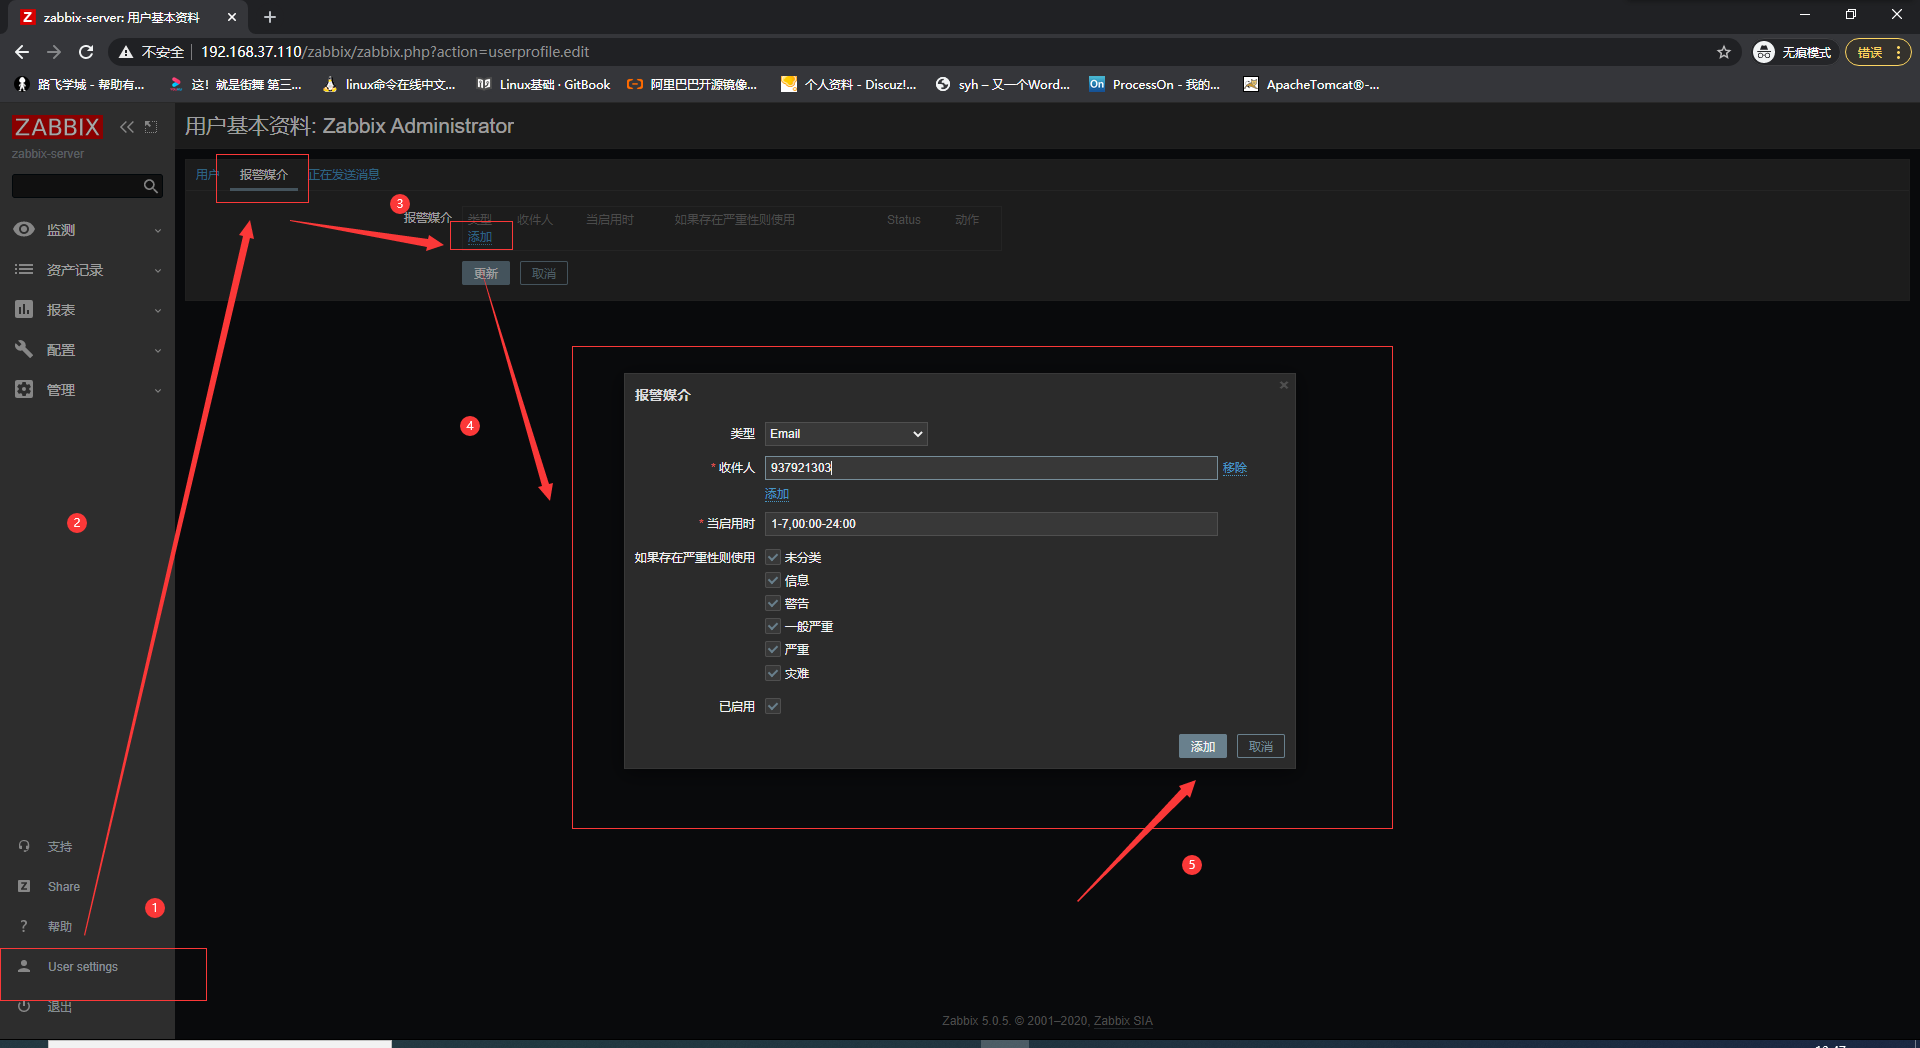 zabbix-server: 用户基本资料
不安全 192.168.37.110/zabbix/zabbix.php?action=userprofile.edit 无痕模式 错误
路飞学城 - 帮助有... 这！就是街舞 第三... linux命令在线中文... Linux基础 · GitBook 阿里巴巴开源镜像... 个人资料 - Discuz!... syh – 又一个Word... On ProcessOn - 我的... ApacheTomcat®-...
ZABBIX
zabbix-server
监测
资产记录
报表
配置
管理
支持
Share
帮助
User settings
退出
用户基本资料: Zabbix Administrator
用户 报警媒介 正在发送消息
报警媒介 类型 收件人 当启用时 如果存在严重性则使用 Status 动作
添加
更新 取消
1
2
3
4
5
报警媒介
类型 Email
* 收件人 937921303 移除
添加
* 当启用时 1-7,00:00-24:00
如果存在严重性则使用 未分类
信息
警告
一般严重
严重
灾难
已启用
添加 取消
Zabbix 5.0.5. © 2001–2020, Zabbix SIA